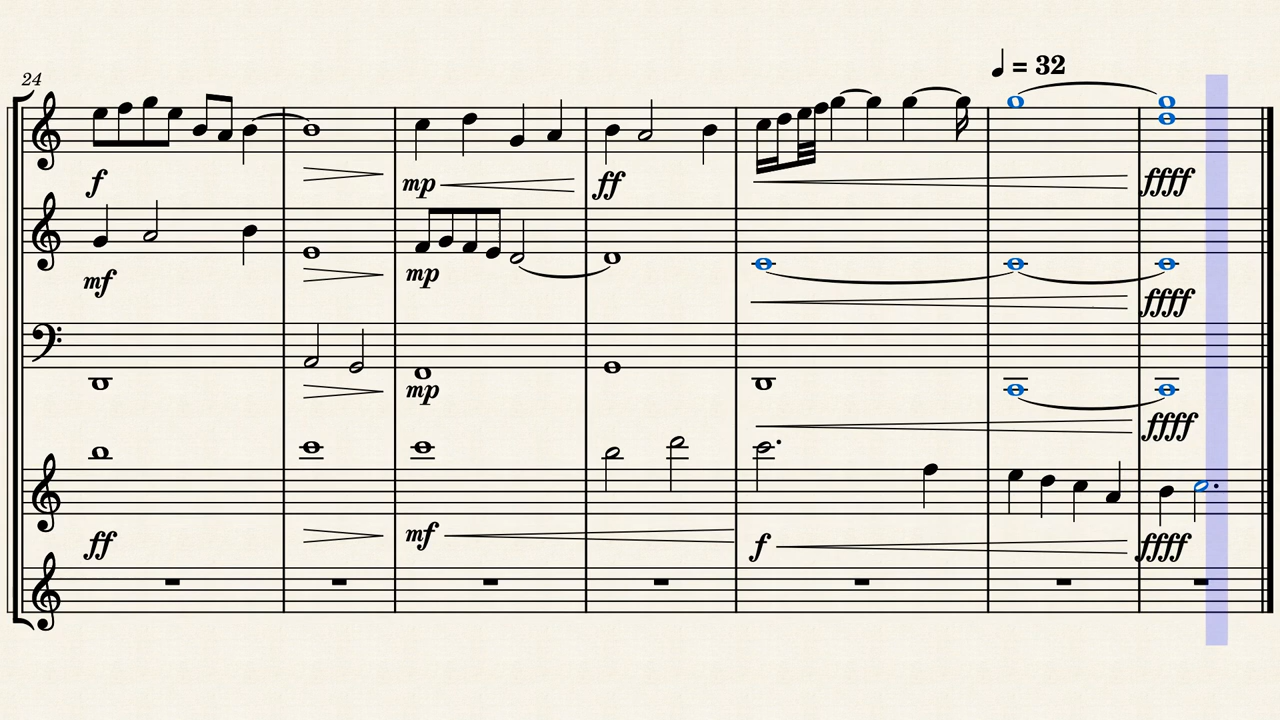 24
♩ = 32
f mp ff ffff
mf mp ffff
mp ffff
ff mf f ffff